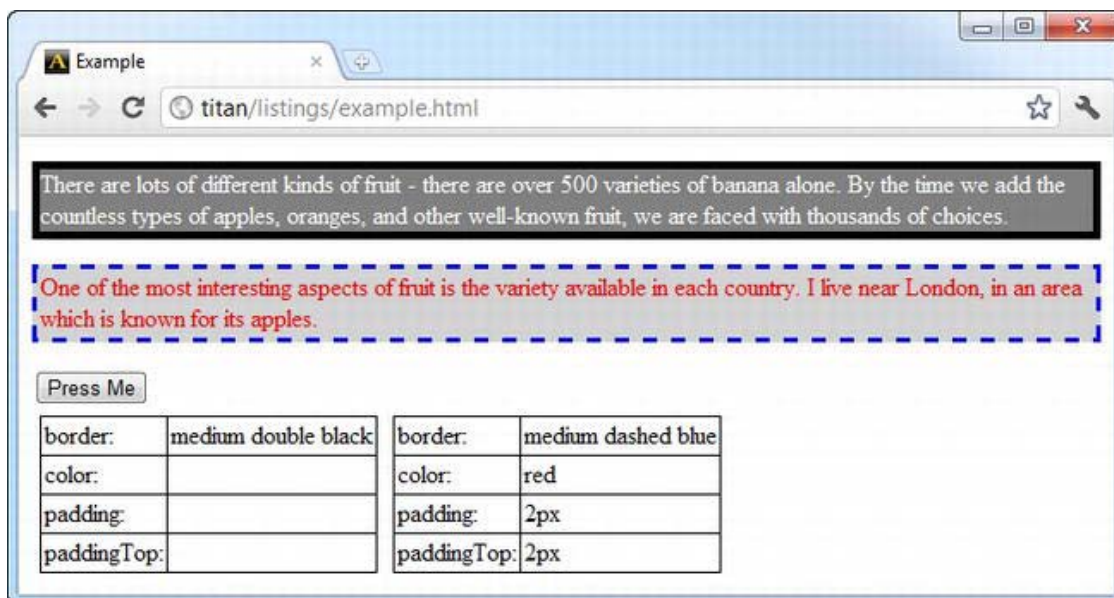 Example
titan/listings/example.html
There are lots of different kinds of fruit - there are over 500 varieties of banana alone. By the time we add the
countless types of apples, oranges, and other well-known fruit, we are faced with thousands of choices.
One of the most interesting aspects of fruit is the variety available in each country. I live near London, in an area
which is known for its apples.
Press Me
border: medium double black border: medium dashed blue
color: color: red
padding: padding: 2px
paddingTop: paddingTop: 2px